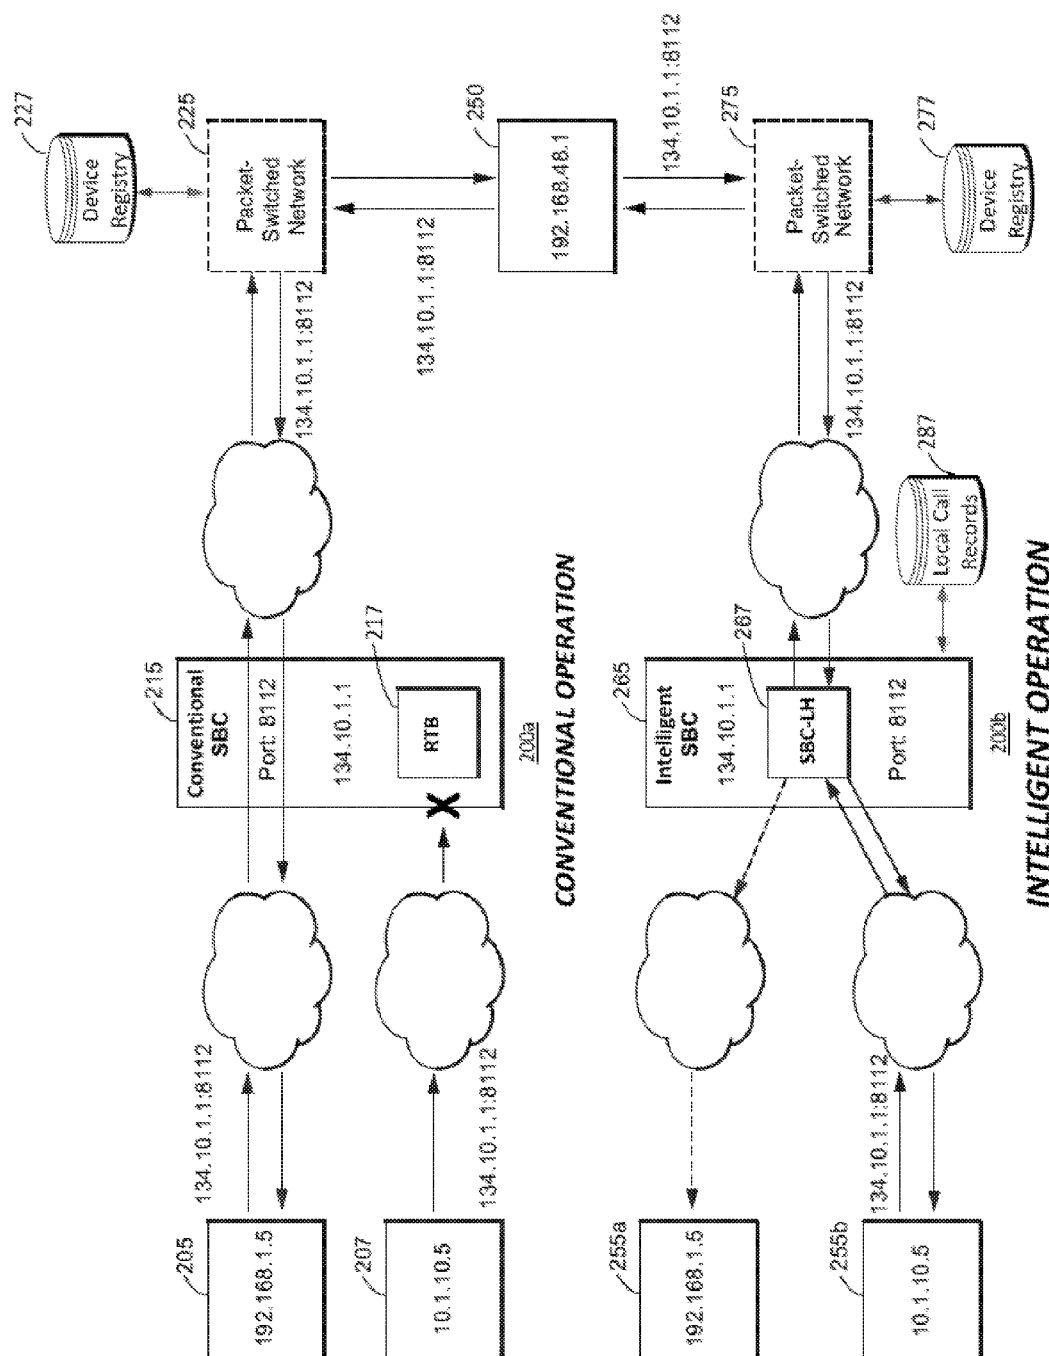 205
192.168.1.5
134.10.1.1:8112
207
10.1.10.5
134.10.1.1:8112
215
Conventional
SBC
Port: 8112
134.10.1.1
217
RTB
134.10.1.1:8112
225
Packet-
Switched
Network
227
Device
Registry
200a
CONVENTIONAL OPERATION
134.10.1.1:8112
250
192.168.48.1
134.10.1.1:8112
255a
192.168.1.5
255b
10.1.10.5
134.10.1.1:8112
265
Intelligent
SBC
134.10.1.1
267
SBC-LH
Port: 8112
287
Local Call
Records
134.10.1.1:8112
275
Packet-
Switched
Network
277
Device
Registry
200b
INTELLIGENT OPERATION